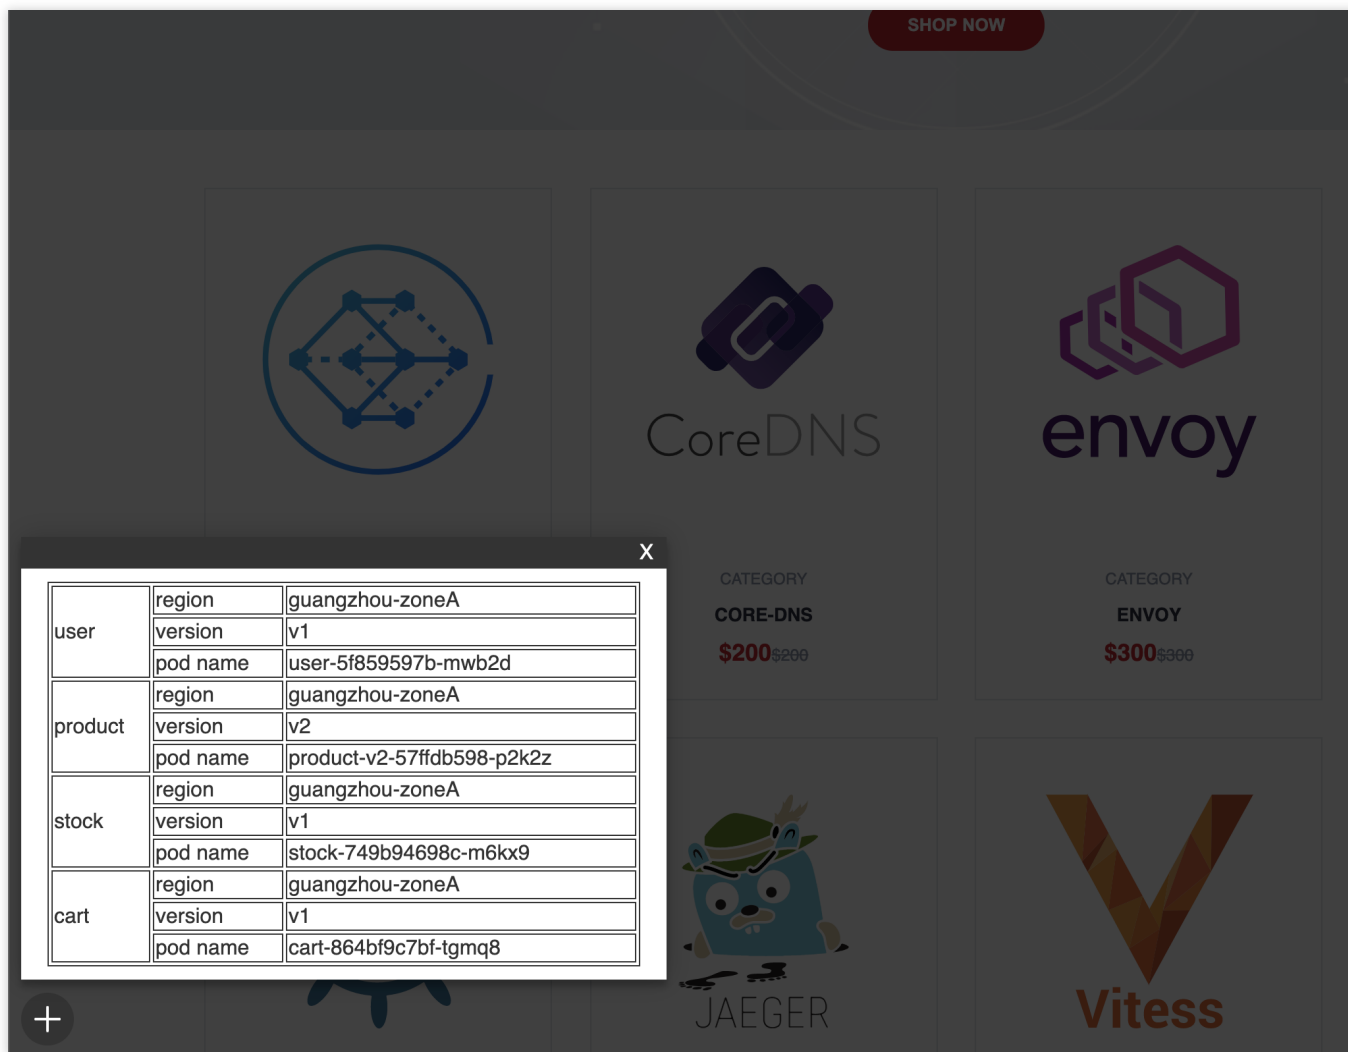 SHOP NOW
CoreDNS
envoy
CATEGORY
CORE-DNS
$200$200
CATEGORY
ENVOY
$300$300
X
user
region guangzhou-zoneA
version v1
pod name user-5f859597b-mwb2d
product
region guangzhou-zoneA
version v2
pod name product-v2-57ffdb598-p2k2z
stock
region guangzhou-zoneA
version v1
pod name stock-749b94698c-m6kx9
cart
region guangzhou-zoneA
version v1
pod name cart-864bf9c7bf-tgmq8
JAEGER
Vitess